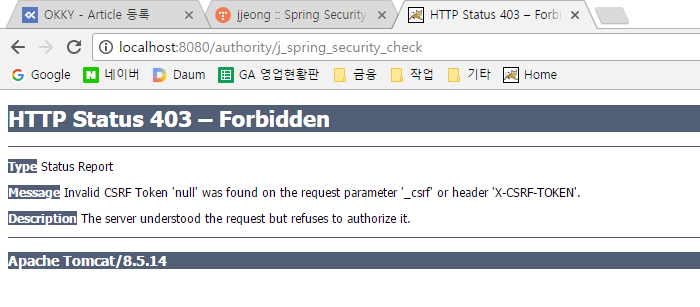 OKKY - Article 등록
jjeong :: Spring Security
HTTP Status 403 – Forbi
localhost:8080/authority/j_spring_security_check
Google 네이버 Daum GA 영업현황판 금융 작업 기타 Home
HTTP Status 403 – Forbidden
Type Status Report
Message Invalid CSRF Token 'null' was found on the request parameter '_csrf' or header 'X-CSRF-TOKEN'.
Description The server understood the request but refuses to authorize it.
Apache Tomcat/8.5.14